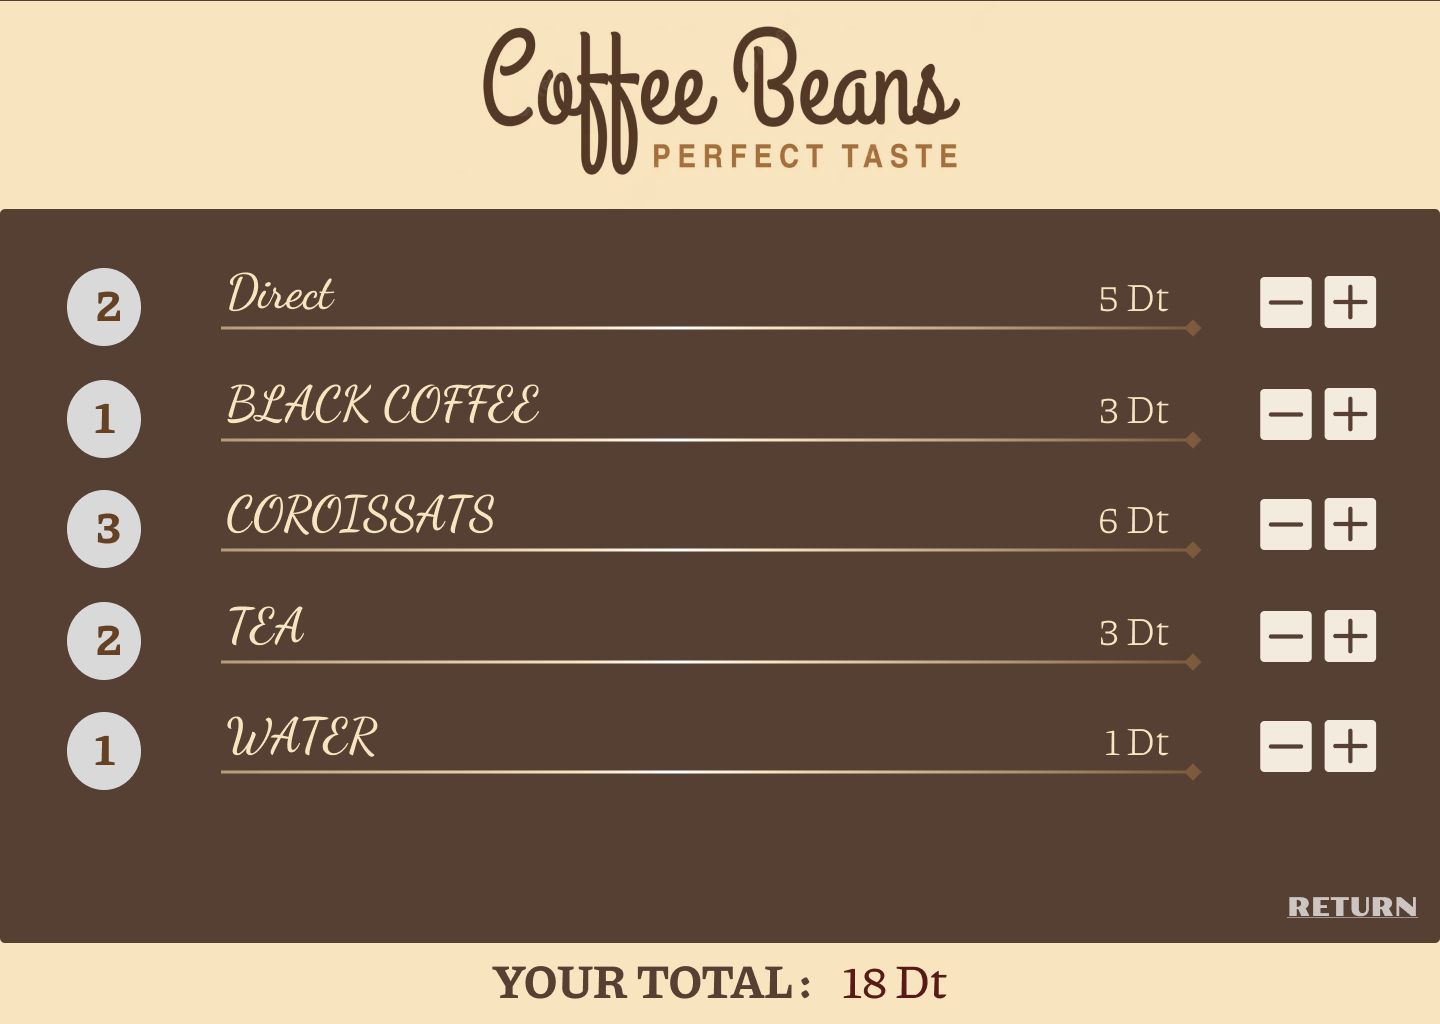 Coffee Beans
PERFECT TASTE
2 Direct 5 Dt
1 BLACK COFFEE 3 Dt
3 COROISSATS 6 Dt
2 TEA 3 Dt
1 WATER 1 Dt
RETURN
YOUR TOTAL : 18 Dt